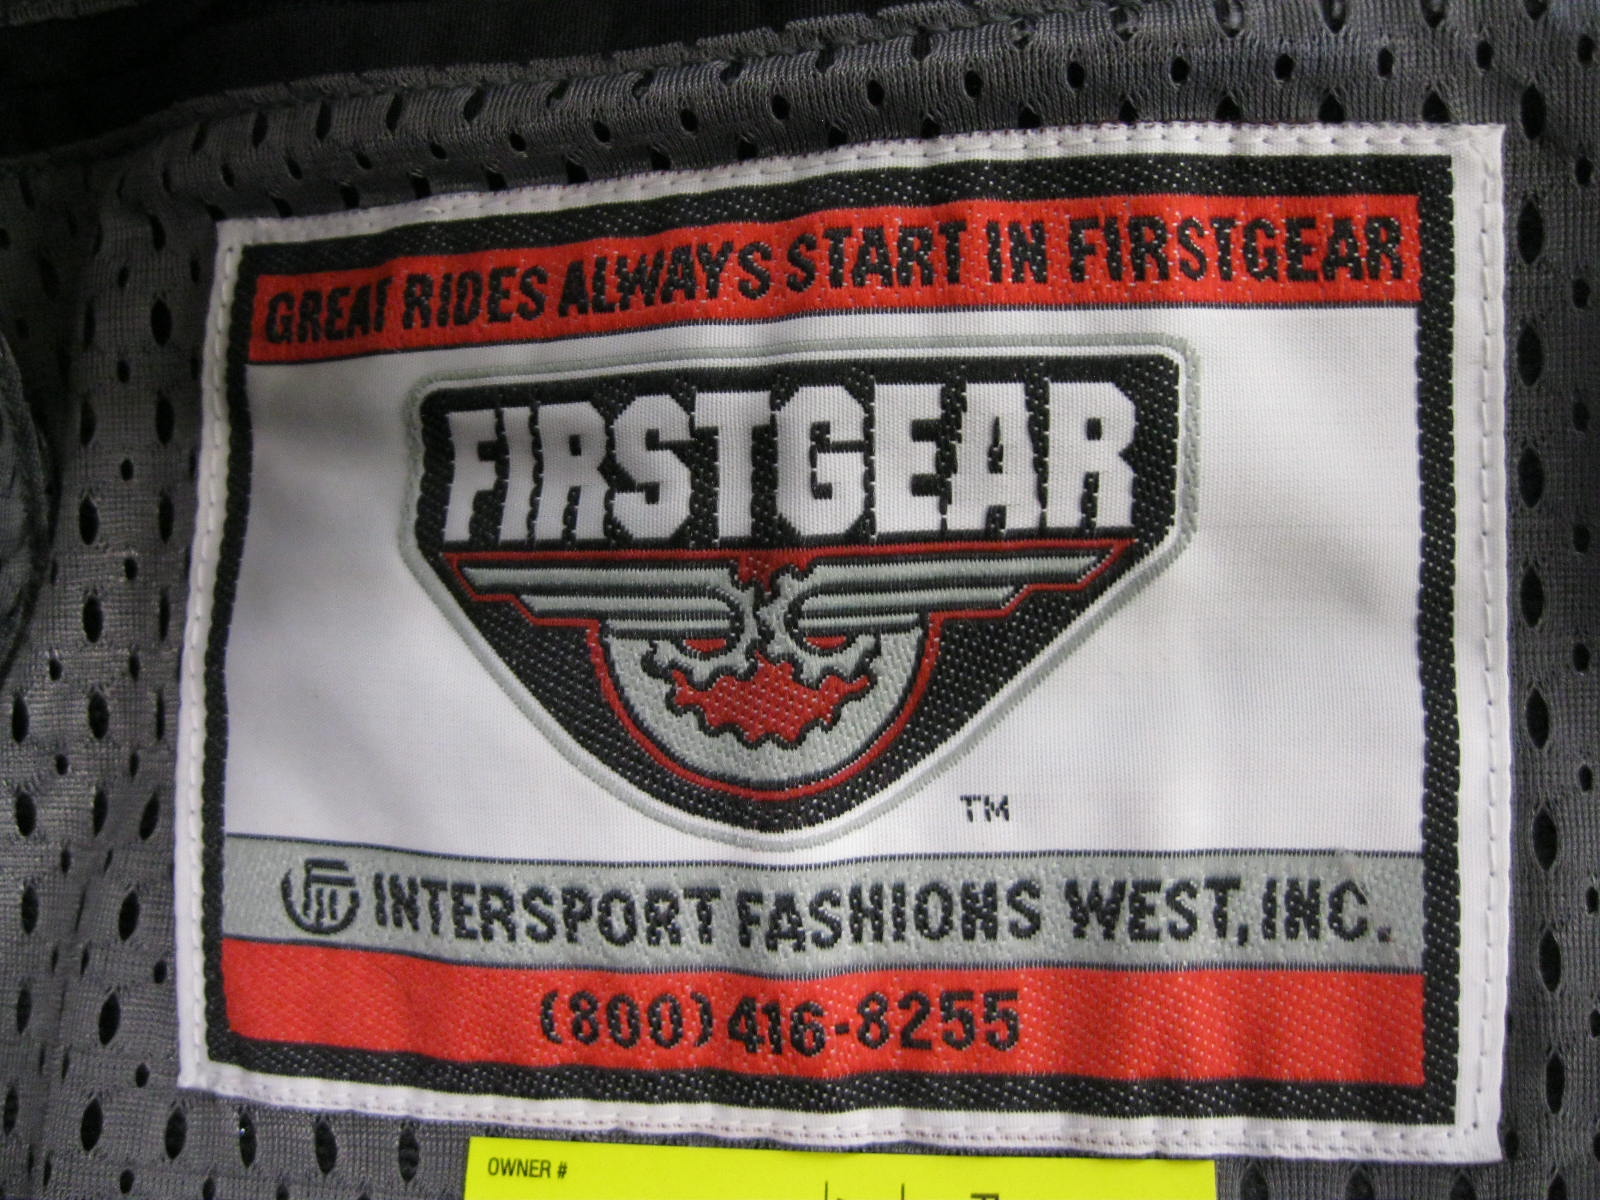 GREAT RIDES ALWAYS START IN FIRSTGEAR
FIRSTGEAR
TM
INTERSPORT FASHIONS WEST, INC.
(800) 416-8255
OWNER #